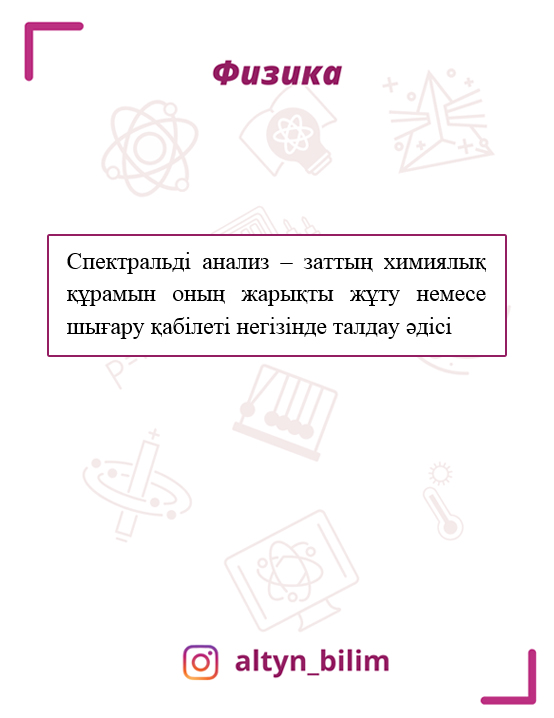 Физика
Спектральді анализ – заттың химиялық
құрамын оның жарықты жұту немесе
шығару қабілеті негізінде талдау әдісі
altyn_bilim